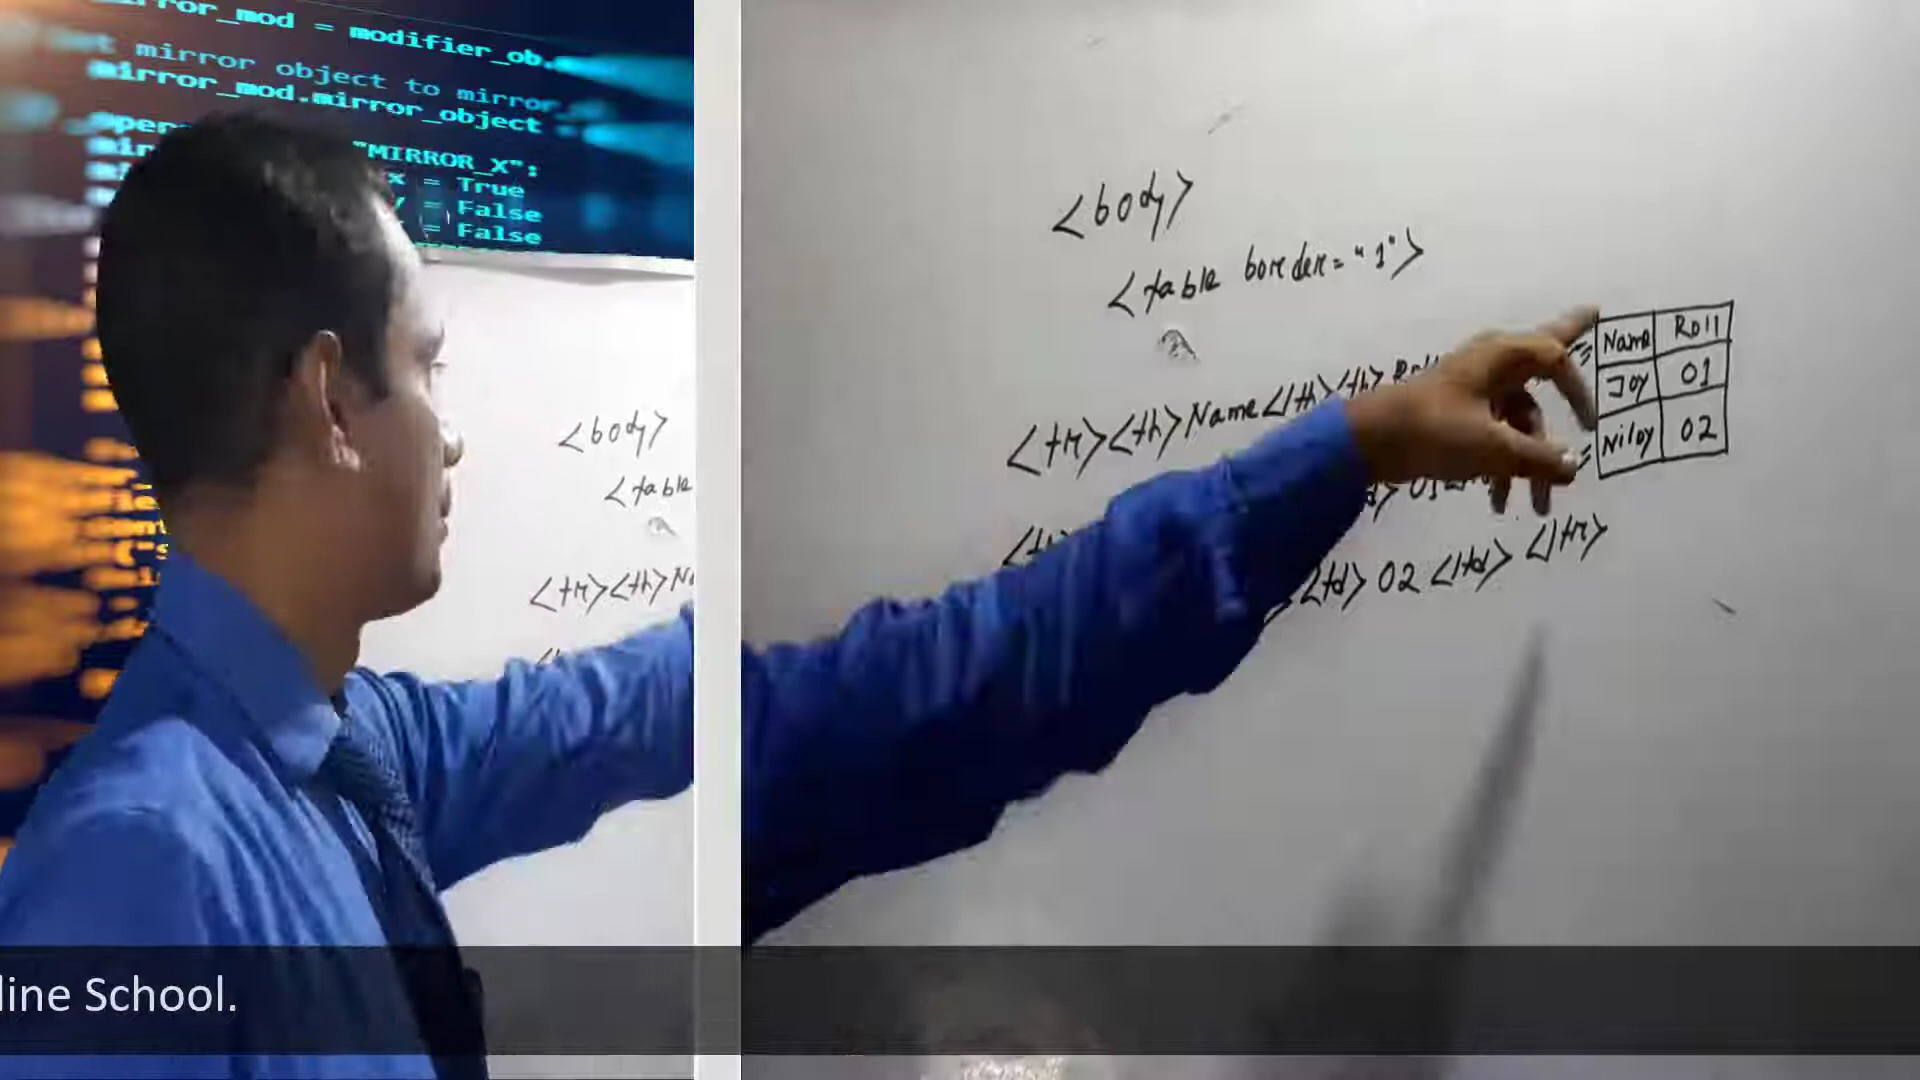 mirror_mod = modifier_ob.
mirror object to mirror
mirror_mod.mirror_object
"MIRROR_X":
x = True
y = False
= False
<body>
<table
<tr><th>Na
<body>
<table border="1">
<tr><th>Name</th><th>
<td> 02 </td> </tr>
Name Roll
Joy 01
Niloy 02
line School.